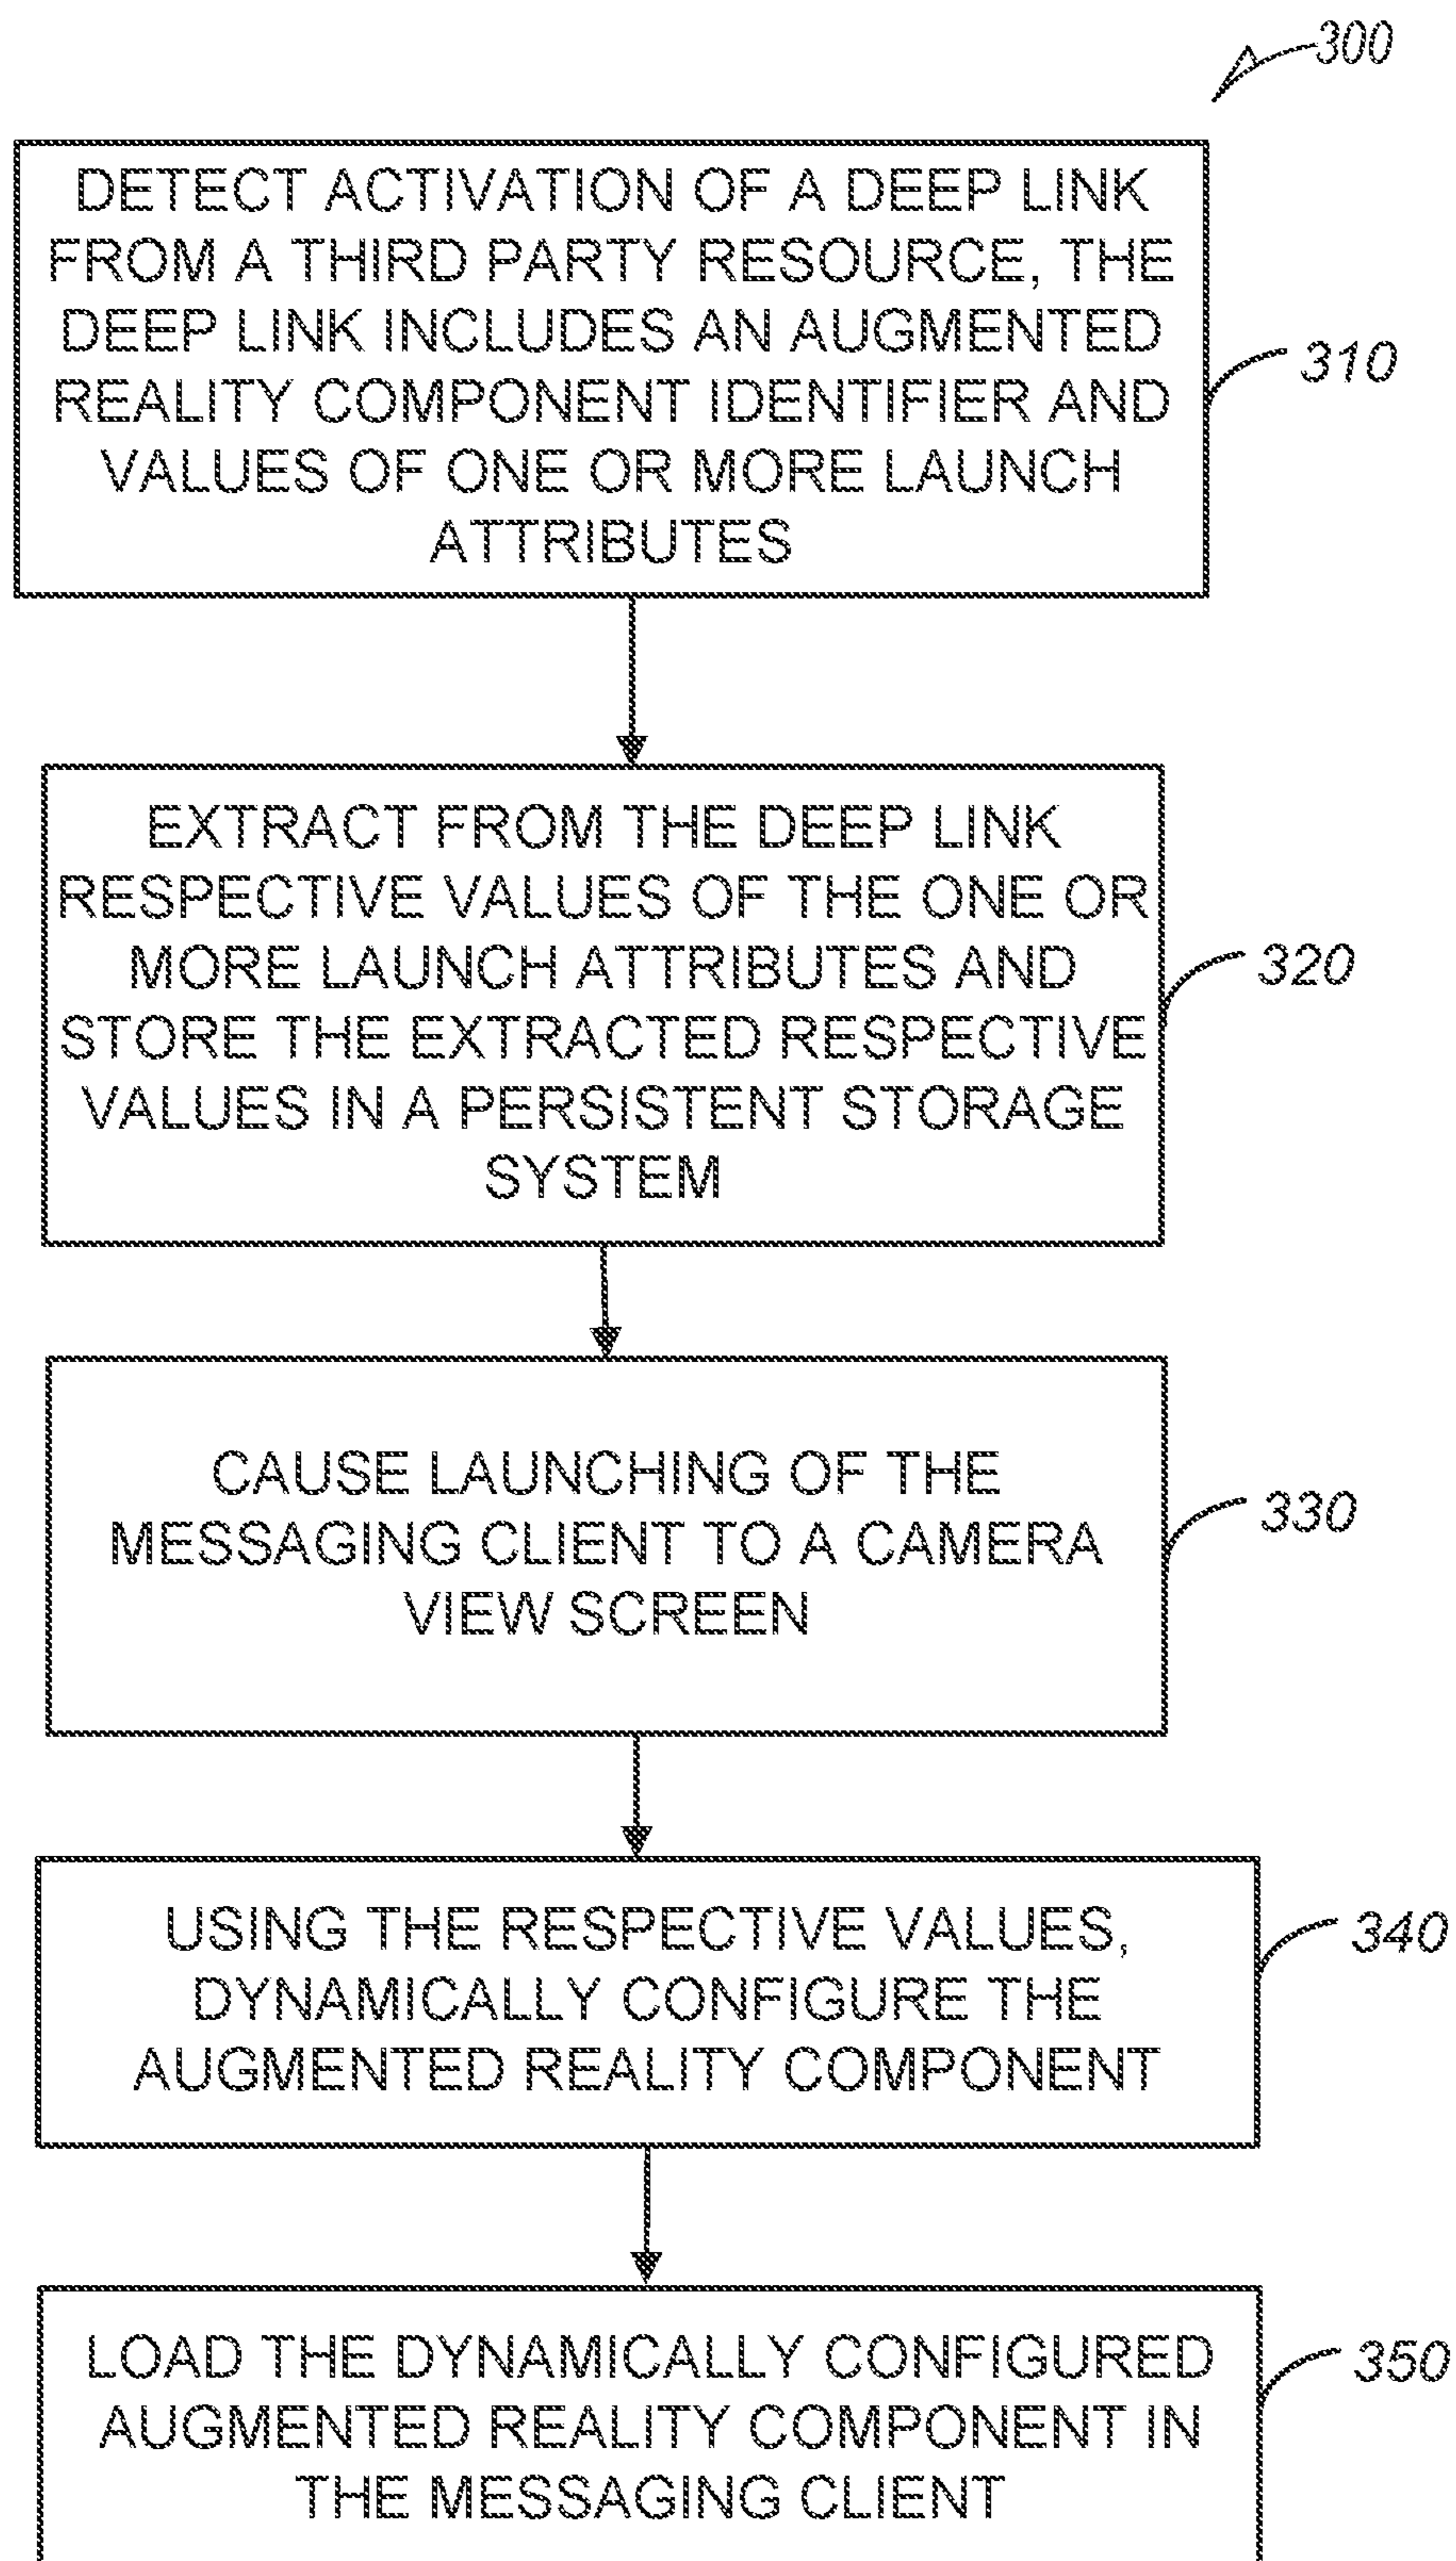 300
DETECT ACTIVATION OF A DEEP LINK
FROM A THIRD PARTY RESOURCE, THE
DEEP LINK INCLUDES AN AUGMENTED
REALITY COMPONENT IDENTIFIER AND
VALUES OF ONE OR MORE LAUNCH
ATTRIBUTES
310
EXTRACT FROM THE DEEP LINK
RESPECTIVE VALUES OF THE ONE OR
MORE LAUNCH ATTRIBUTES AND
STORE THE EXTRACTED RESPECTIVE
VALUES IN A PERSISTENT STORAGE
SYSTEM
320
CAUSE LAUNCHING OF THE
MESSAGING CLIENT TO A CAMERA
VIEW SCREEN
330
USING THE RESPECTIVE VALUES,
DYNAMICALLY CONFIGURE THE
AUGMENTED REALITY COMPONENT
340
LOAD THE DYNAMICALLY CONFIGURED
AUGMENTED REALITY COMPONENT IN
THE MESSAGING CLIENT
350